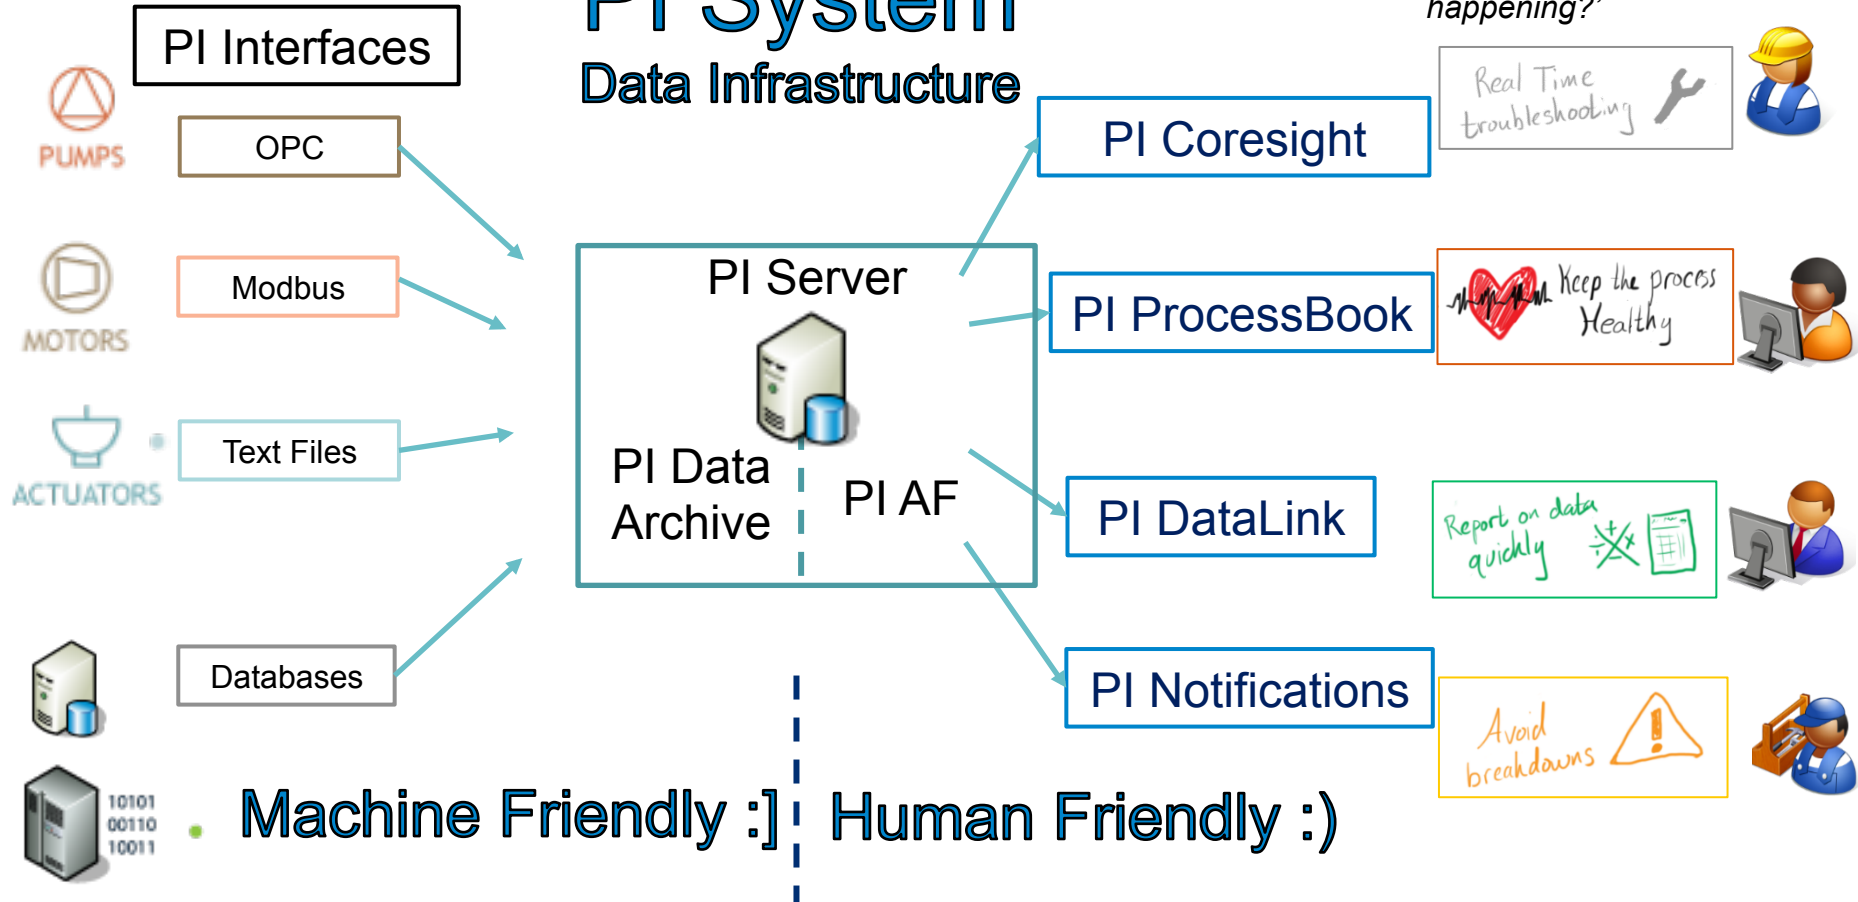 happening?'
PI System
Data Infrastructure
PI Interfaces
PUMPS
OPC
MOTORS
Modbus
ACTUATORS
Text Files
Databases
10101
00110
10011
PI Server
PI Data
Archive
PI AF
PI Coresight
Real Time
troubleshooting
PI ProcessBook
Keep the process
Healthy
PI DataLink
Report on data
quickly
PI Notifications
Avoid
breakdowns
Machine Friendly :]
Human Friendly :)